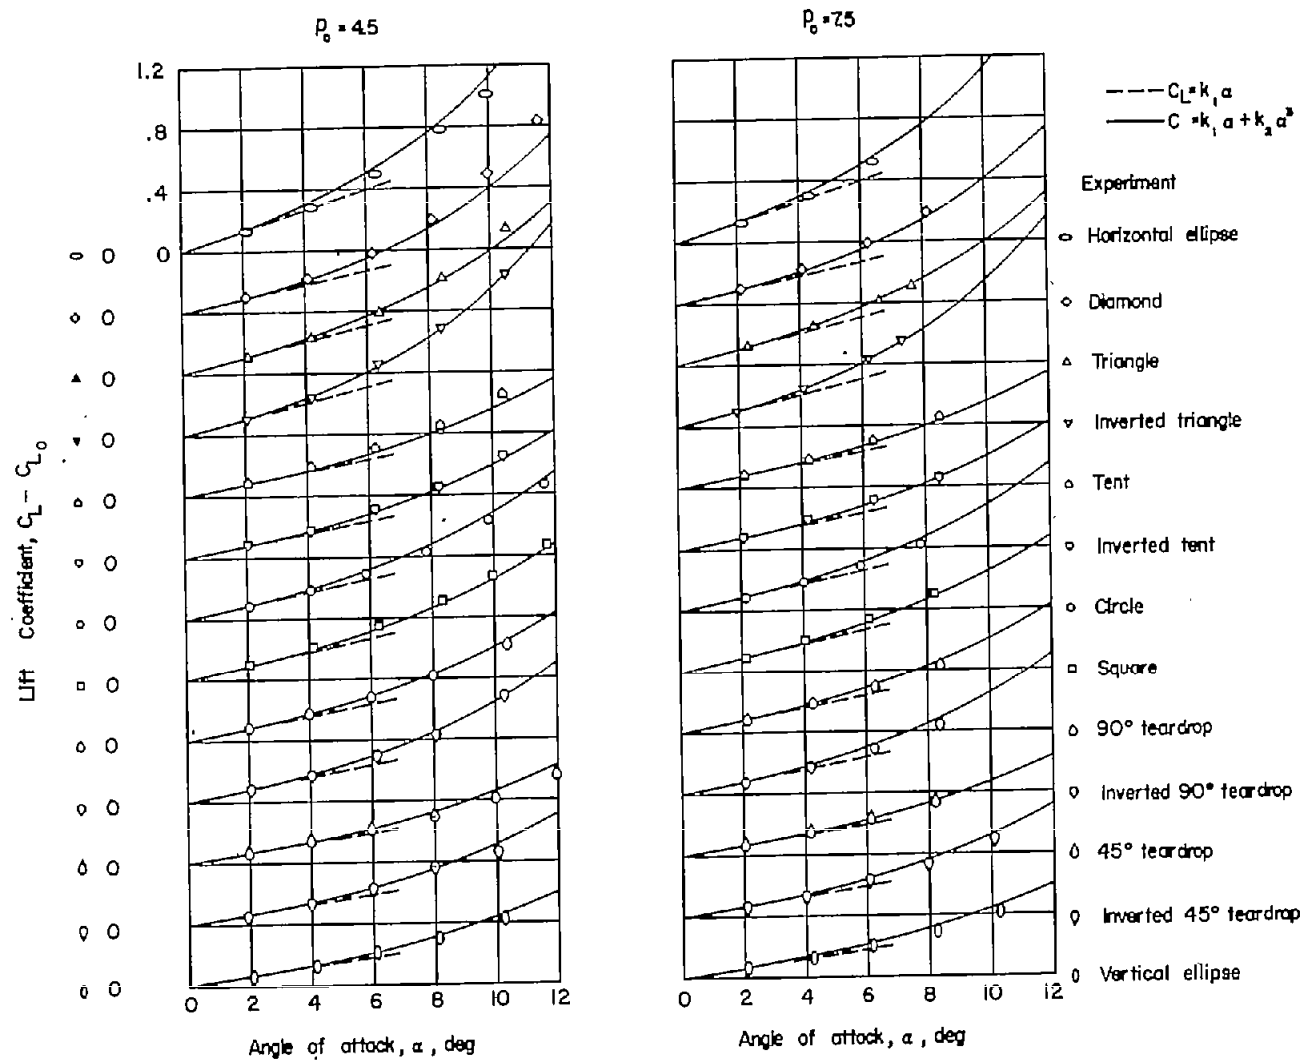 P₀ = 4.5
P₀ = 7.5
1.2
.8
.4
0
0
0
0
0
0
0
0
0
0
0
0
0
0
Lift Coefficient, C_L − C_L₀
0 2 4 6 8 10 12
Angle of attack, α, deg
0 2 4 6 8 10 12
Angle of attack, α, deg
C_L = k₁ α
C = k₁ α + k₂ α
Experiment
Horizontal ellipse
Diamond
Triangle
Inverted triangle
Tent
Inverted tent
Circle
Square
90° teardrop
Inverted 90° teardrop
45° teardrop
Inverted 45° teardrop
Vertical ellipse